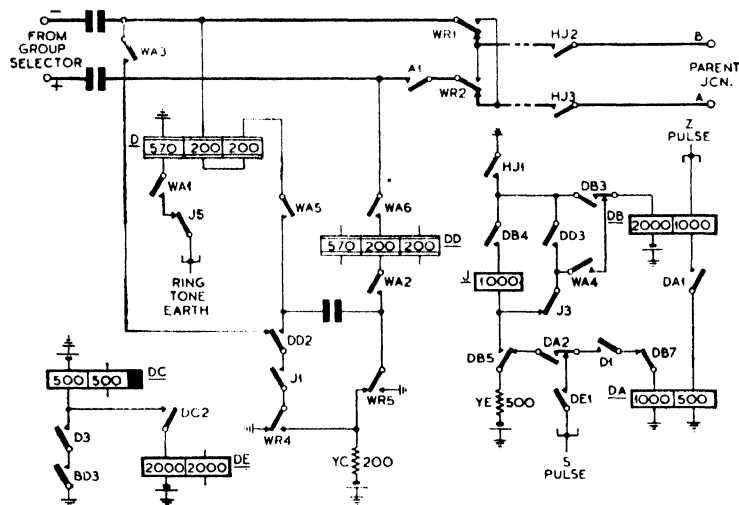 −
FROM
GROUP
SELECTOR
+
WA3
A1
WR1
WR2
HJ2
HJ3
B
PARENT
JCN.
A
D
570 200 200
WA1
J5
RING
TONE
EARTH
WA5
WA6
570 200 200 DD
WA2
HJ1
DB4
DD3
DB3
DB
2000 1000
Z
PULSE
1000
WA4
J3
DA1
DD2
J1
WR4
WR5
YC 200
DB5
DA2
D1
DB7
YE 500
DE1
DA
1000 500
S
PULSE
500 500 DC
D3
BD3
DC2
2000 2000 DE